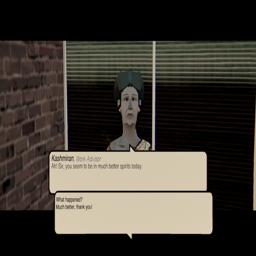 Kashmiran, Work Advisor
Ah! Sir, you seem to be in much better spirits today.
What happened?
Much better, thank you!